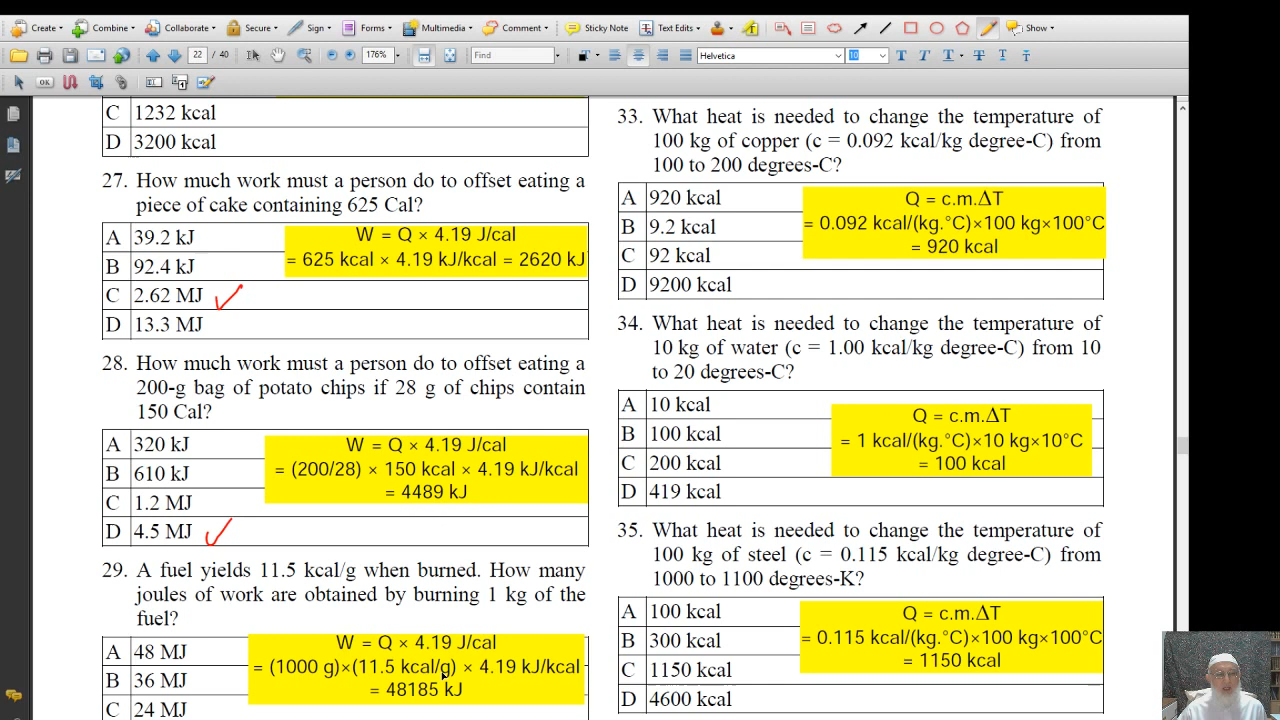 Create
Combine
Collaborate
Secure
Sign
Forms
Multimedia
Comment
Sticky Note
Text Edits
Show
22 / 40
176%
Find
Helvetica
10
OK
C 1232 kcal
D 3200 kcal
27. How much work must a person do to offset eating a
piece of cake containing 625 Cal?
A 39.2 kJ
B 92.4 kJ
C 2.62 MJ
D 13.3 MJ
W = Q × 4.19 J/cal
= 625 kcal × 4.19 kJ/kcal = 2620 kJ
28. How much work must a person do to offset eating a
200-g bag of potato chips if 28 g of chips contain
150 Cal?
A 320 kJ
B 610 kJ
C 1.2 MJ
D 4.5 MJ
W = Q × 4.19 J/cal
= (200/28) × 150 kcal × 4.19 kJ/kcal
= 4489 kJ
29. A fuel yields 11.5 kcal/g when burned. How many
joules of work are obtained by burning 1 kg of the
fuel?
A 48 MJ
B 36 MJ
C 24 MJ
W = Q × 4.19 J/cal
= (1000 g)×(11.5 kcal/g) × 4.19 kJ/kcal
= 48185 kJ
33. What heat is needed to change the temperature of
100 kg of copper (c = 0.092 kcal/kg degree-C) from
100 to 200 degrees-C?
A 920 kcal
B 9.2 kcal
C 92 kcal
D 9200 kcal
Q = c.m.ΔT
= 0.092 kcal/(kg.°C)×100 kg×100°C
= 920 kcal
34. What heat is needed to change the temperature of
10 kg of water (c = 1.00 kcal/kg degree-C) from 10
to 20 degrees-C?
A 10 kcal
B 100 kcal
C 200 kcal
D 419 kcal
Q = c.m.ΔT
= 1 kcal/(kg.°C)×10 kg×10°C
= 100 kcal
35. What heat is needed to change the temperature of
100 kg of steel (c = 0.115 kcal/kg degree-C) from
1000 to 1100 degrees-K?
A 100 kcal
B 300 kcal
C 1150 kcal
D 4600 kcal
Q = c.m.ΔT
= 0.115 kcal/(kg.°C)×100 kg×100°C
= 1150 kcal